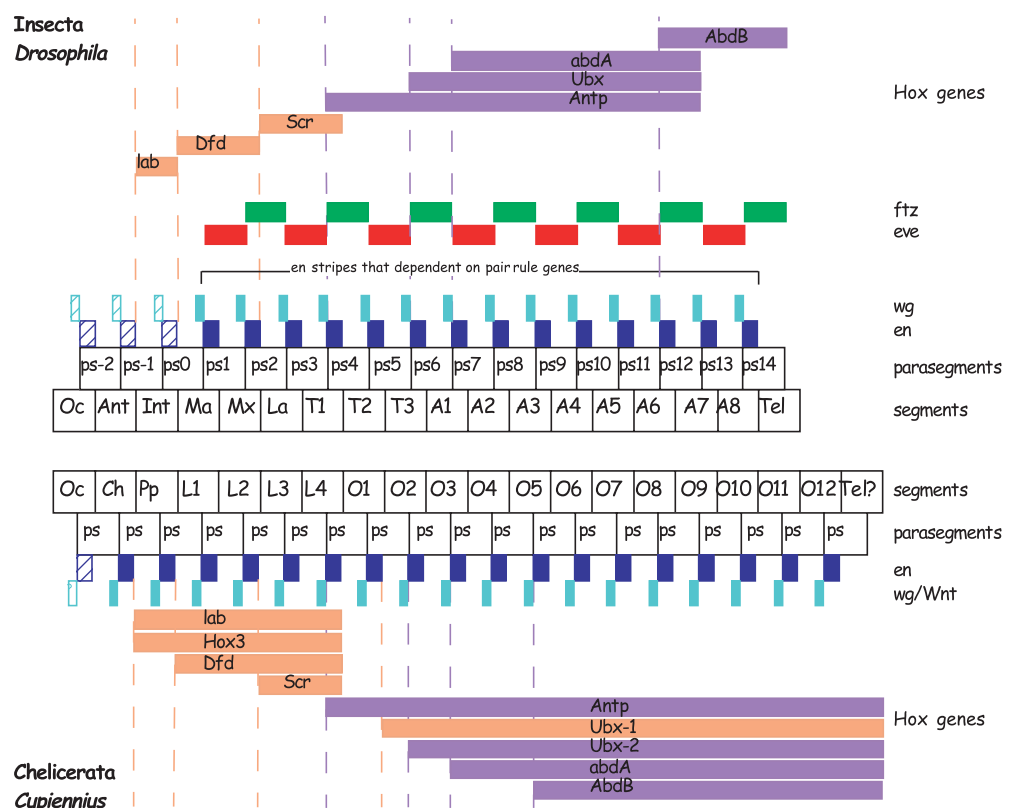 Insecta
Drosophila
AbdB
abdA
Ubx
Antp
Hox genes
Scr
Dfd
lab
ftz
eve
en stripes that dependent on pair rule genes
wg
en
ps-2 ps-1 ps0 ps1 ps2 ps3 ps4 ps5 ps6 ps7 ps8 ps9 ps10 ps11 ps12 ps13 ps14 parasegments
Oc Ant Int Ma Mx La T1 T2 T3 A1 A2 A3 A4 A5 A6 A7 A8 Tel segments
Oc Ch Pp L1 L2 L3 L4 O1 O2 O3 O4 O5 O6 O7 O8 O9 O10 O11 O12 Tel? segments
ps ps ps ps ps ps ps ps ps ps ps ps ps ps ps ps ps ps ps parasegments
en
wg/Wnt
lab
Hox3
Dfd
Scr
Antp
Hox genes
Ubx-1
Ubx-2
abdA
AbdB
Chelicerata
Cupiennius